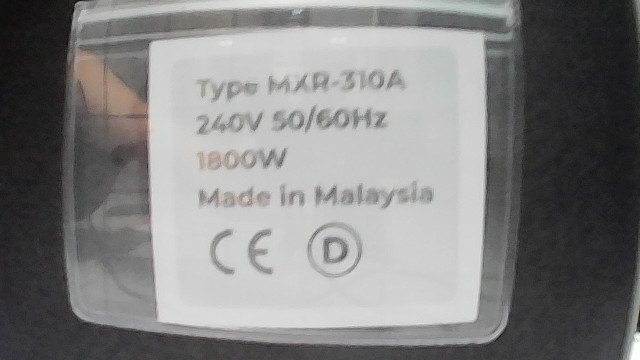 Type MXR-310A
240V 50/60Hz
1800W
Made in Malaysia
CE D